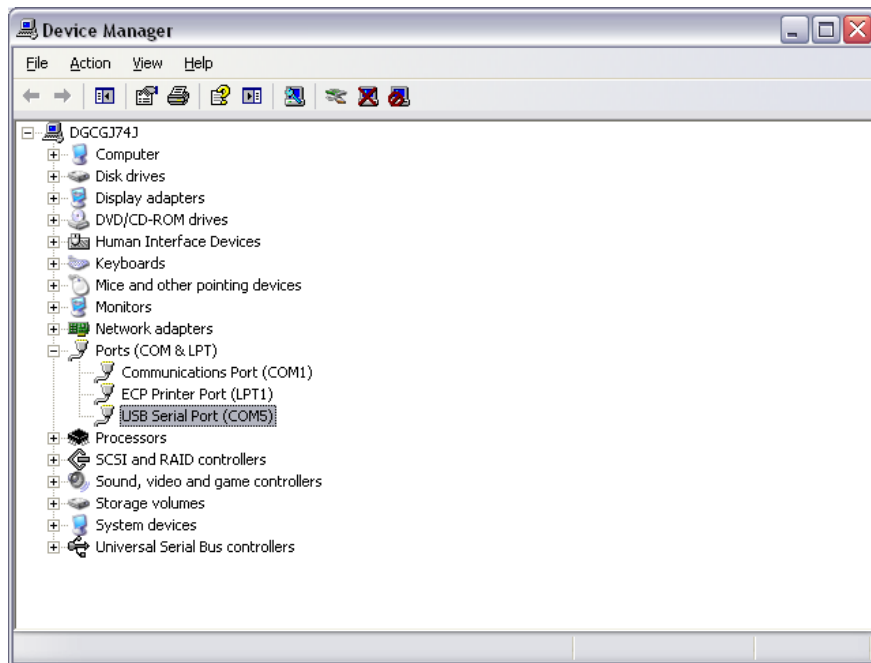 Device Manager
File Action View Help
DGCGJ74J
Computer
Disk drives
Display adapters
DVD/CD-ROM drives
Human Interface Devices
Keyboards
Mice and other pointing devices
Monitors
Network adapters
Ports (COM & LPT)
Communications Port (COM1)
ECP Printer Port (LPT1)
USB Serial Port (COM5)
Processors
SCSI and RAID controllers
Sound, video and game controllers
Storage volumes
System devices
Universal Serial Bus controllers